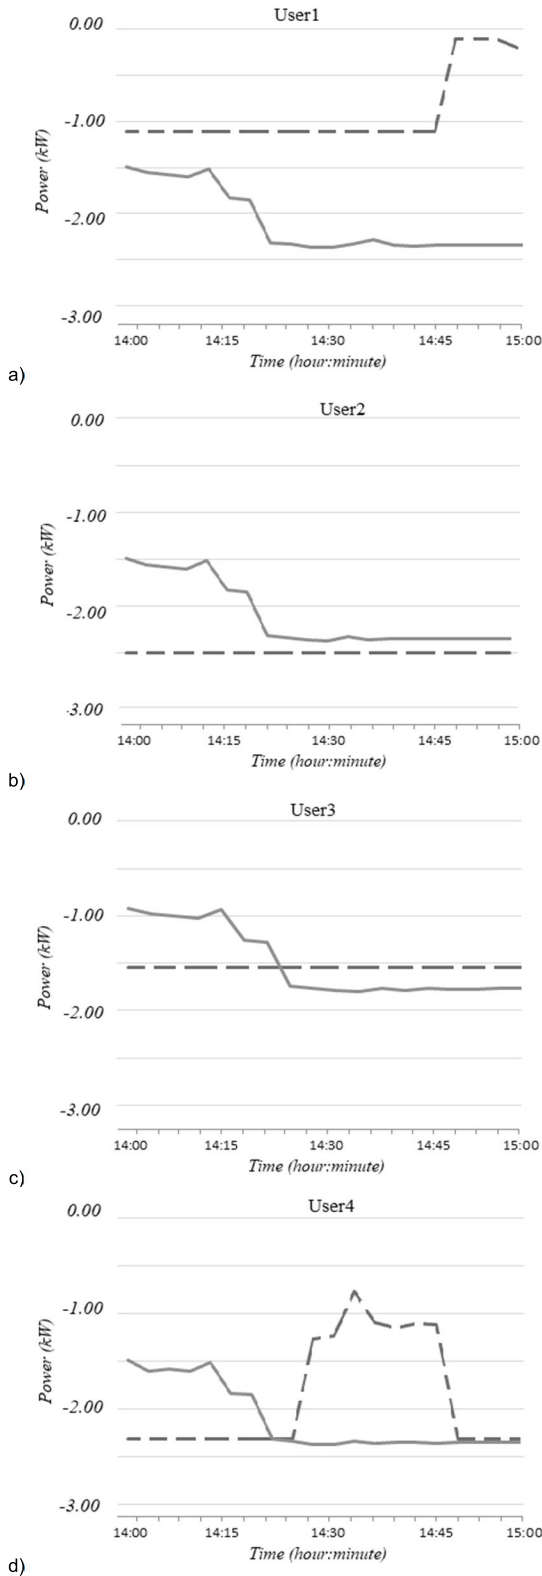 User1
0.00
-1.00
-2.00
-3.00
Power (kW)
14:00 14:15 14:30 14:45 15:00
Time (hour:minute)
a)
User2
0.00
-1.00
-2.00
-3.00
Power (kW)
14:00 14:15 14:30 14:45 15:00
Time (hour:minute)
b)
User3
0.00
-1.00
-2.00
-3.00
Power (kW)
14:00 14:15 14:30 14:45 15:00
Time (hour:minute)
c)
User4
0.00
-1.00
-2.00
-3.00
Power (kW)
14:00 14:15 14:30 14:45 15:00
Time (hour:minute)
d)